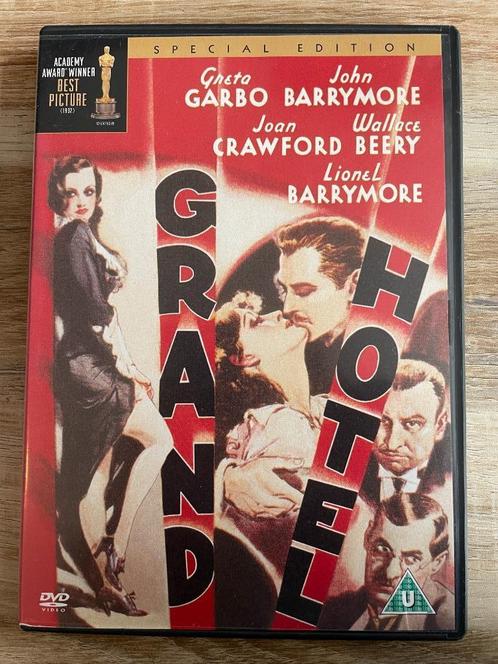 SPECIAL EDITION
ACADEMY
AWARD WINNER
BEST
PICTURE
(1932)
Greta John
GARBO BARRYMORE
Joan Wallace
CRAWFORD BEERY
Lionel
BARRYMORE
GRAND
HOTEL
DVD
VIDEO
U